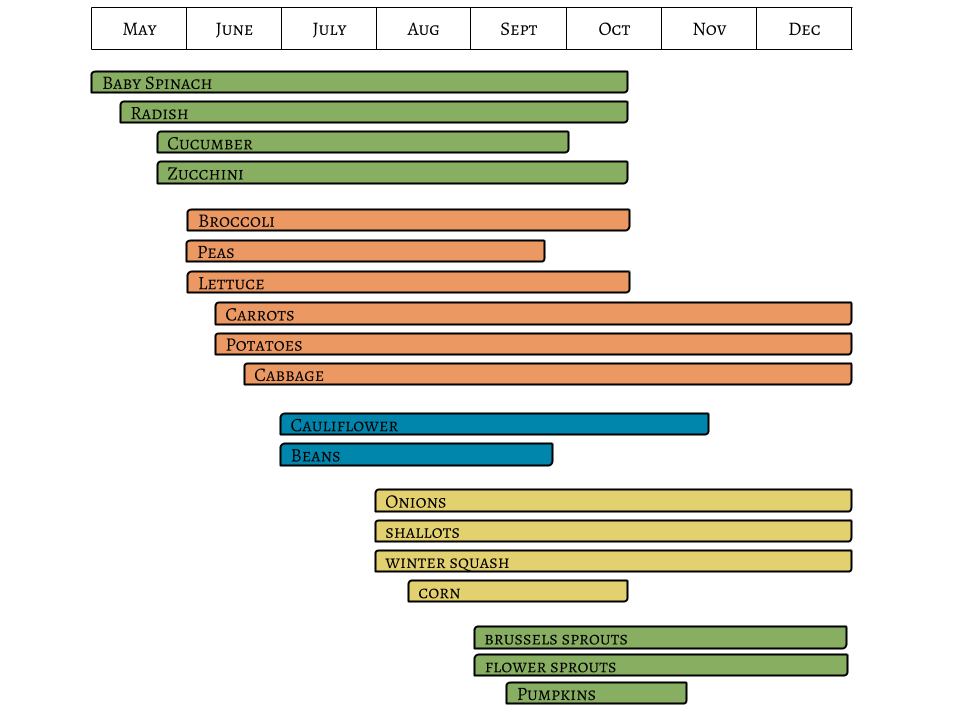 May June July Aug Sept Oct Nov Dec
Baby Spinach
Radish
Cucumber
Zucchini
Broccoli
Peas
Lettuce
Carrots
Potatoes
Cabbage
Cauliflower
Beans
Onions
shallots
winter squash
corn
brussels sprouts
flower sprouts
Pumpkins